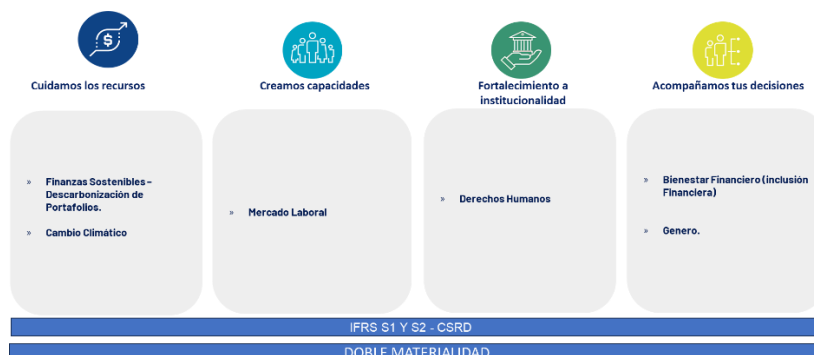 Cuidamos los recursos
Creamos capacidades
Fortalecimiento a
institucionalidad
Acompañamos tus decisiones
» Finanzas Sostenibles –
Descarbonización de
Portafolios.
» Cambio Climático
» Mercado Laboral
» Derechos Humanos
» Bienestar Financiero (inclusión
Financiera)
» Genero.
IFRS S1 Y S2 - CSRD
DOBLE MATERIALIDAD